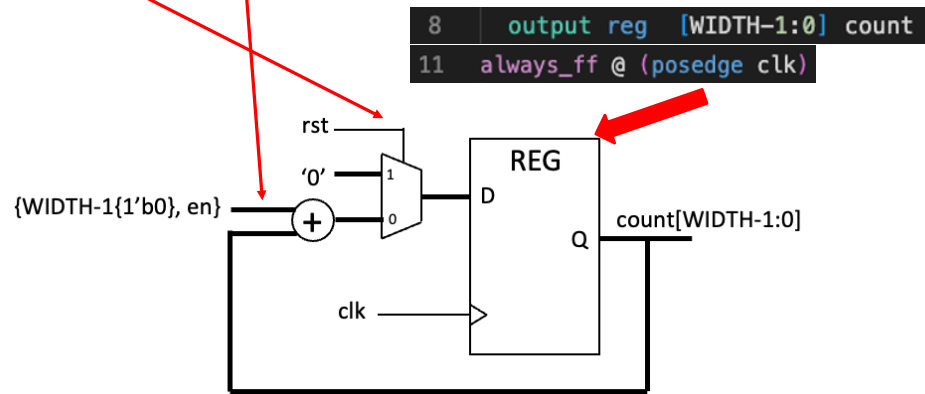 8 output reg [WIDTH-1:0] count
11 always_ff @ (posedge clk)
rst
REG
‘0’
1
{WIDTH-1{1’b0}, en}
+
0
D
count[WIDTH-1:0]
Q
clk